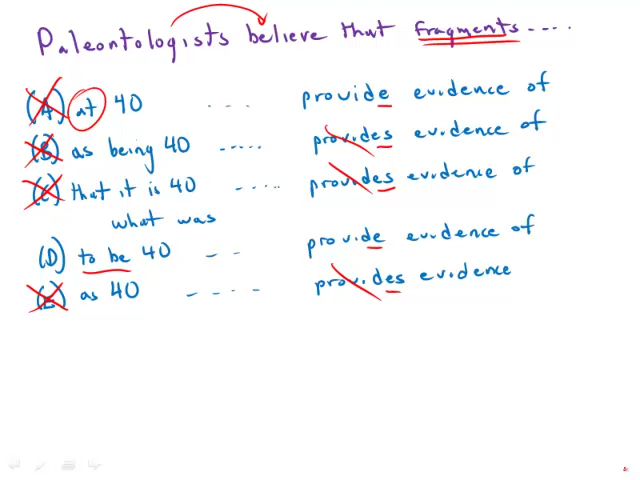 Paleontologists believe that fragments ....
(A) at 40 ... provide evidence of
(B) as being 40 ..... provides evidence of
(C) that it is 40 ..... provides evidence of
what was
(D) to be 40 -- provide evidence of
(E) as 40 ---- provides evidence